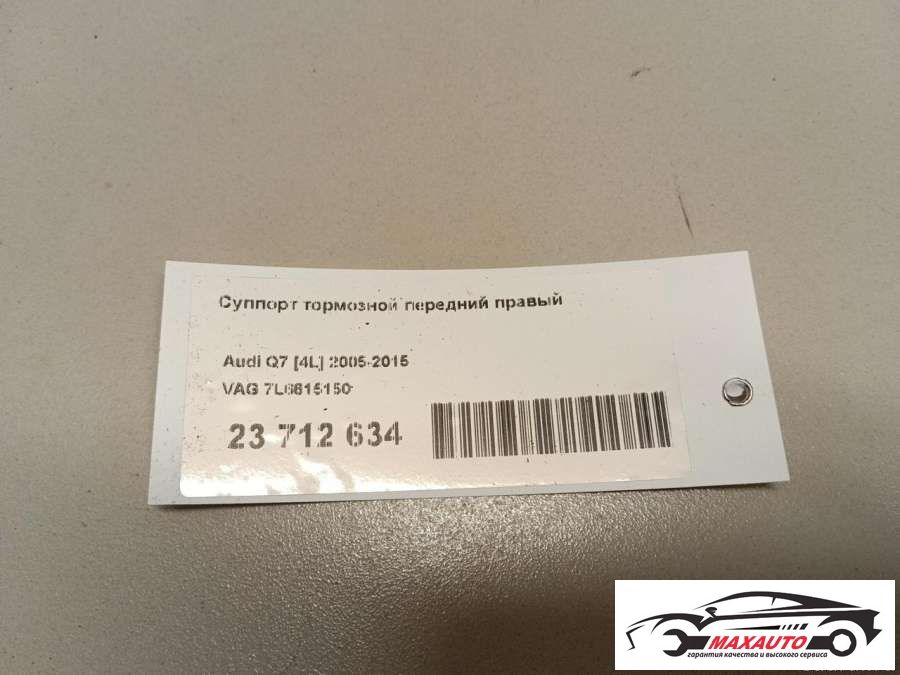 Суппорт тормозной передний правый
Audi Q7 [4L] 2005-2015
VAG 7L6615150
23 712 634
MAXAUTO
гарантия качества и высокого сервиса